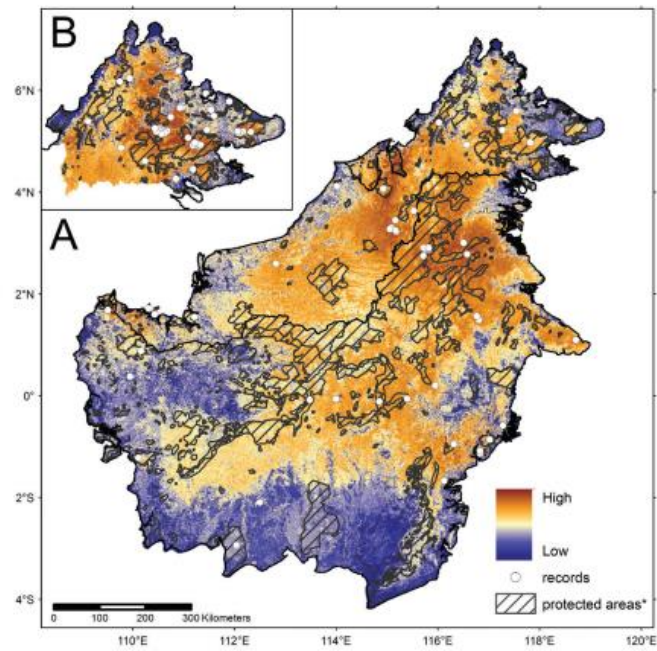 B
6°N
4°N
A
2°N
0°
2°S
4°S
High
Low
records
protected areas*
0 100 200 300 Kilometers
110°E 112°E 114°E 116°E 118°E 120°E